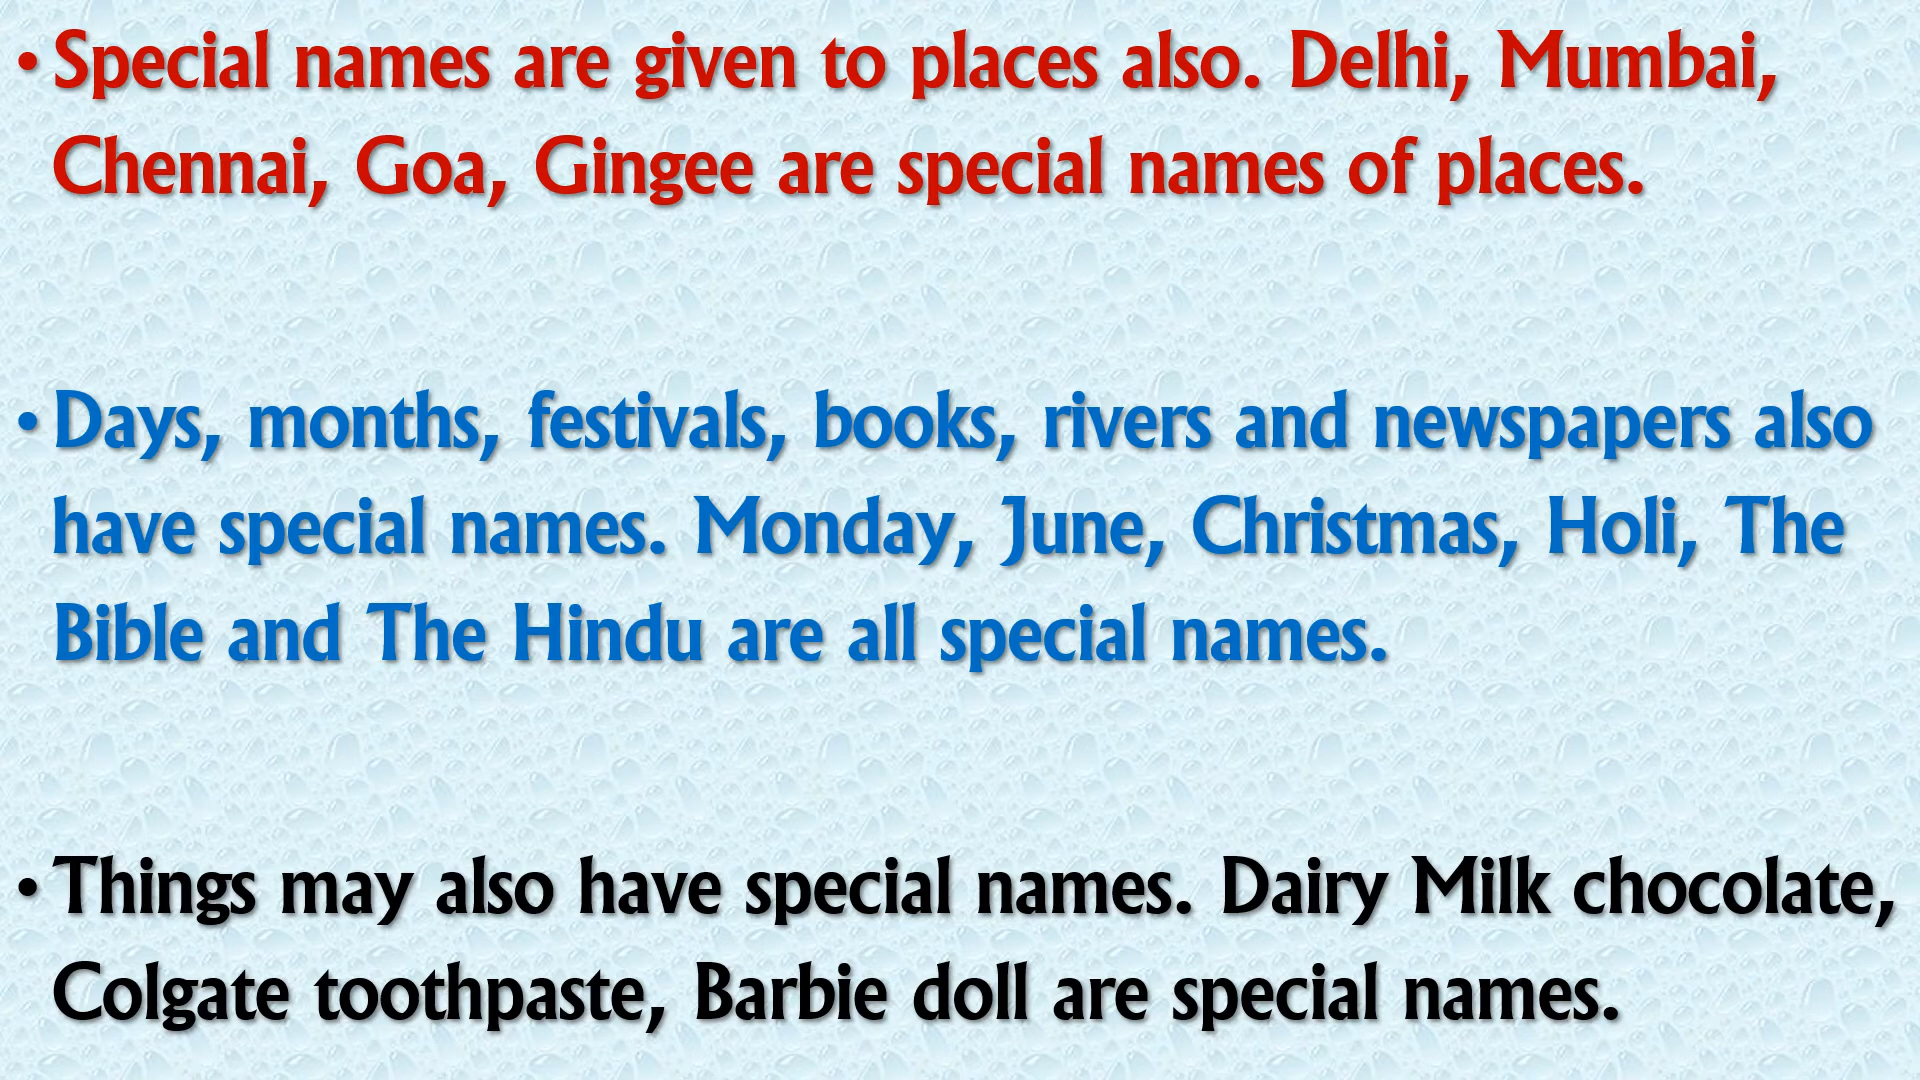 • Special names are given to places also. Delhi, Mumbai,
Chennai, Goa, Gingee are special names of places.
• Days, months, festivals, books, rivers and newspapers also
have special names. Monday, June, Christmas, Holi, The
Bible and The Hindu are all special names.
• Things may also have special names. Dairy Milk chocolate,
Colgate toothpaste, Barbie doll are special names.